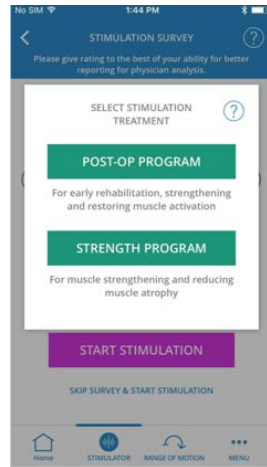 No SIM 1:44 PM
STIMULATION SURVEY ?
Please give rating to the best of your ability for better
reporting for physician analysis.
SELECT STIMULATION
TREATMENT
?
POST-OP PROGRAM
For early rehabilitation, strengthening
and restoring muscle activation
STRENGTH PROGRAM
For muscle strengthening and reducing
muscle atrophy
START STIMULATION
SKIP SURVEY & START STIMULATION
Home STIMULATOR RANGE OF MOTION MENU